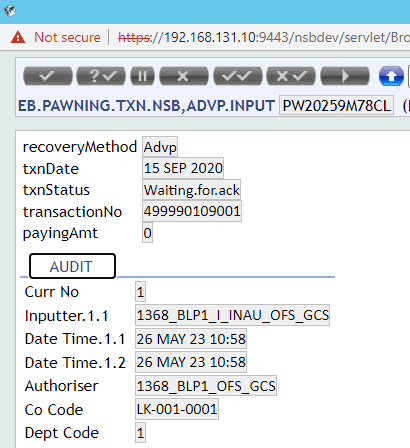 Not secure | https://192.168.131.10:9443/nsbdev/servlet/Bro
EB.PAWNING.TXN.NSB,ADVP.INPUT PW20259M78CL (
recoveryMethod Advp
txnDate 15 SEP 2020
txnStatus Waiting.for.ack
transactionNo 499990109001
payingAmt 0
AUDIT
Curr No 1
Inputter.1.1 1368_BLP1_I_INAU_OFS_GCS
Date Time.1.1 26 MAY 23 10:58
Date Time.1.2 26 MAY 23 10:58
Authoriser 1368_BLP1_OFS_GCS
Co Code LK-001-0001
Dept Code 1